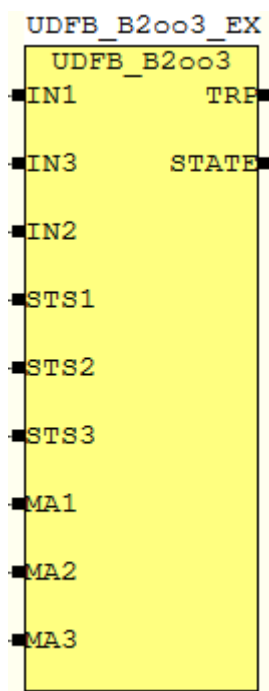 UDFB_B2oo3_EX
UDFB_B2oo3
IN1 TRP
IN3 STATE
IN2
STS1
STS2
STS3
MA1
MA2
MA3